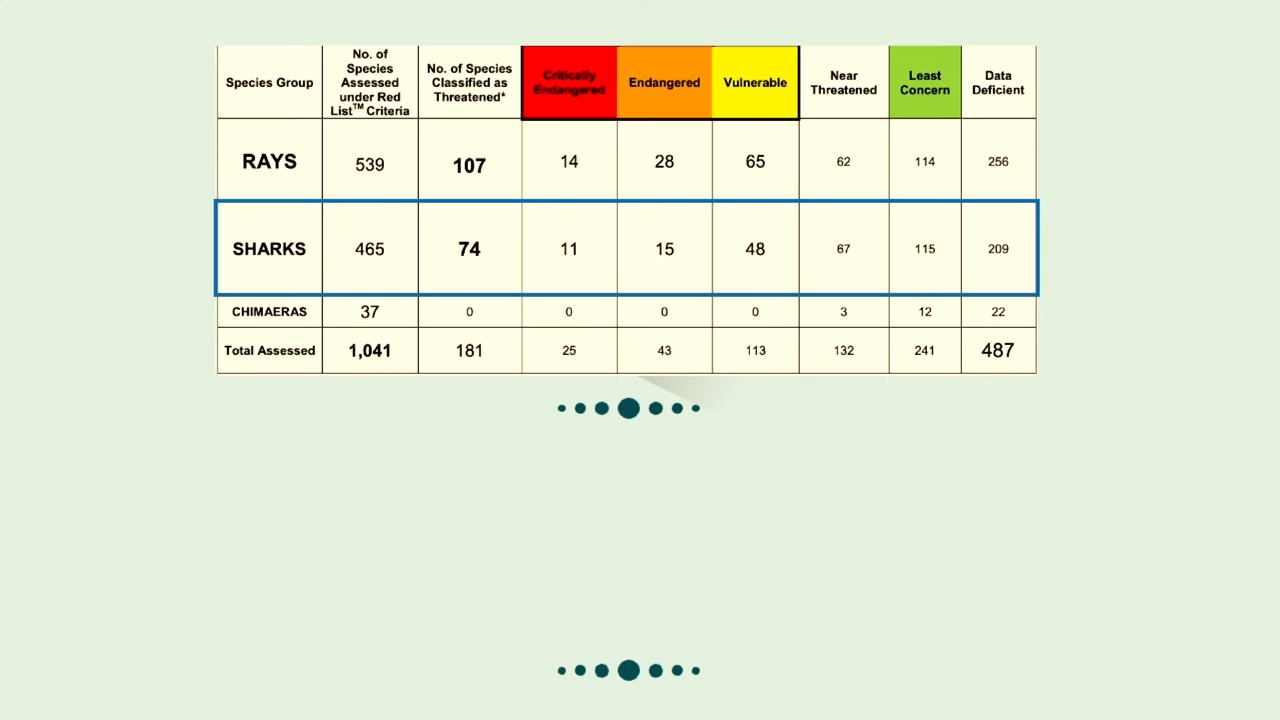 Species Group
No. of
Species
Assessed
under Red
List™ Criteria
No. of Species
Classified as
Threatened*
Critically
Endangered
Endangered
Vulnerable
Near
Threatened
Least
Concern
Data
Deficient
RAYS 539 107 14 28 65 62 114 256
SHARKS 465 74 11 15 48 67 115 209
CHIMAERAS 37 0 0 0 0 3 12 22
Total Assessed 1,041 181 25 43 113 132 241 487